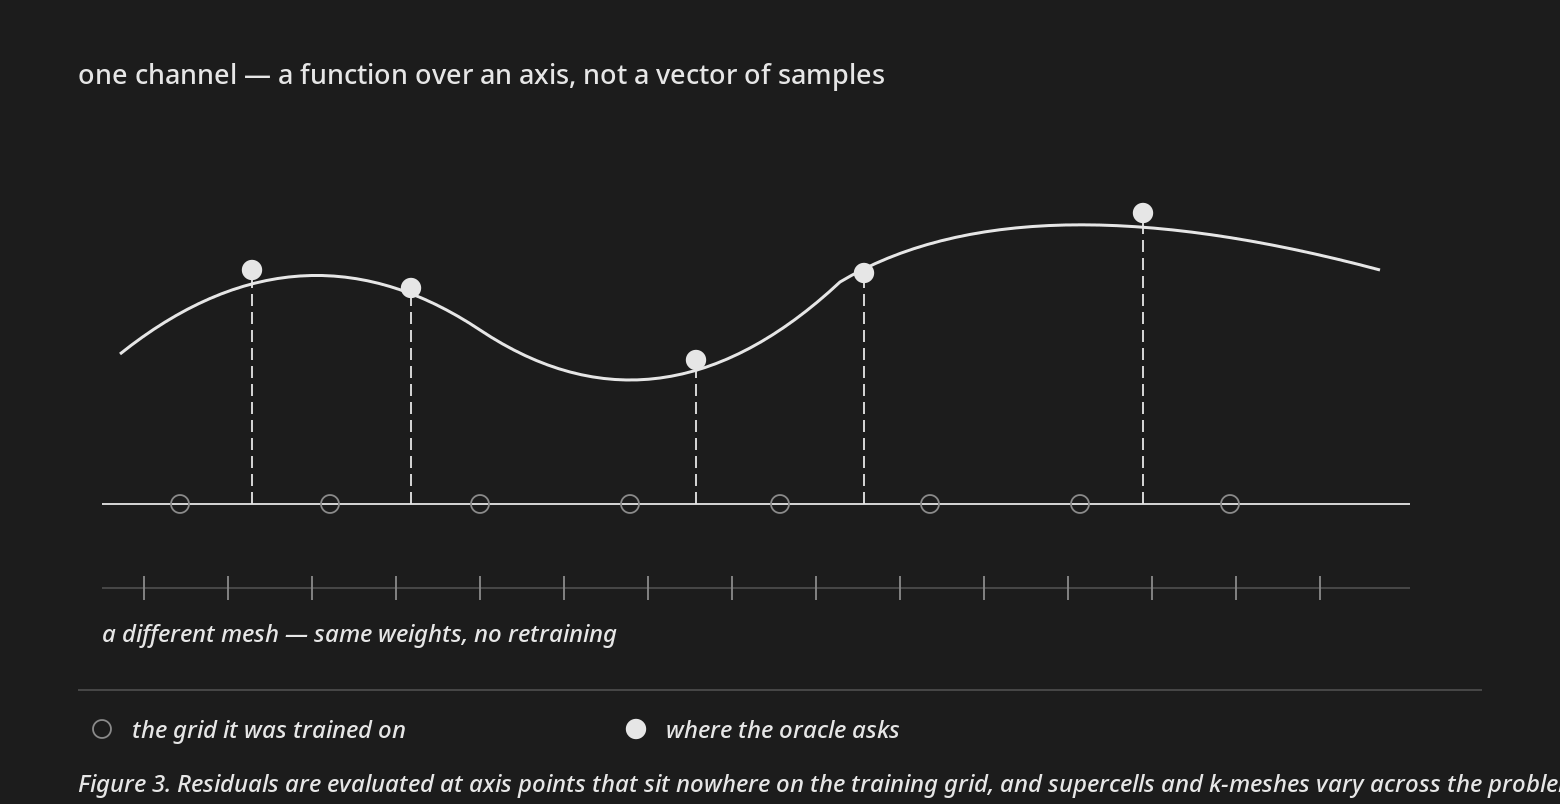 one channel — a function over an axis, not a vector of samples
a different mesh — same weights, no retraining
the grid it was trained on
where the oracle asks
Figure 3. Residuals are evaluated at axis points that sit nowhere on the training grid, and supercells and k-meshes vary across the